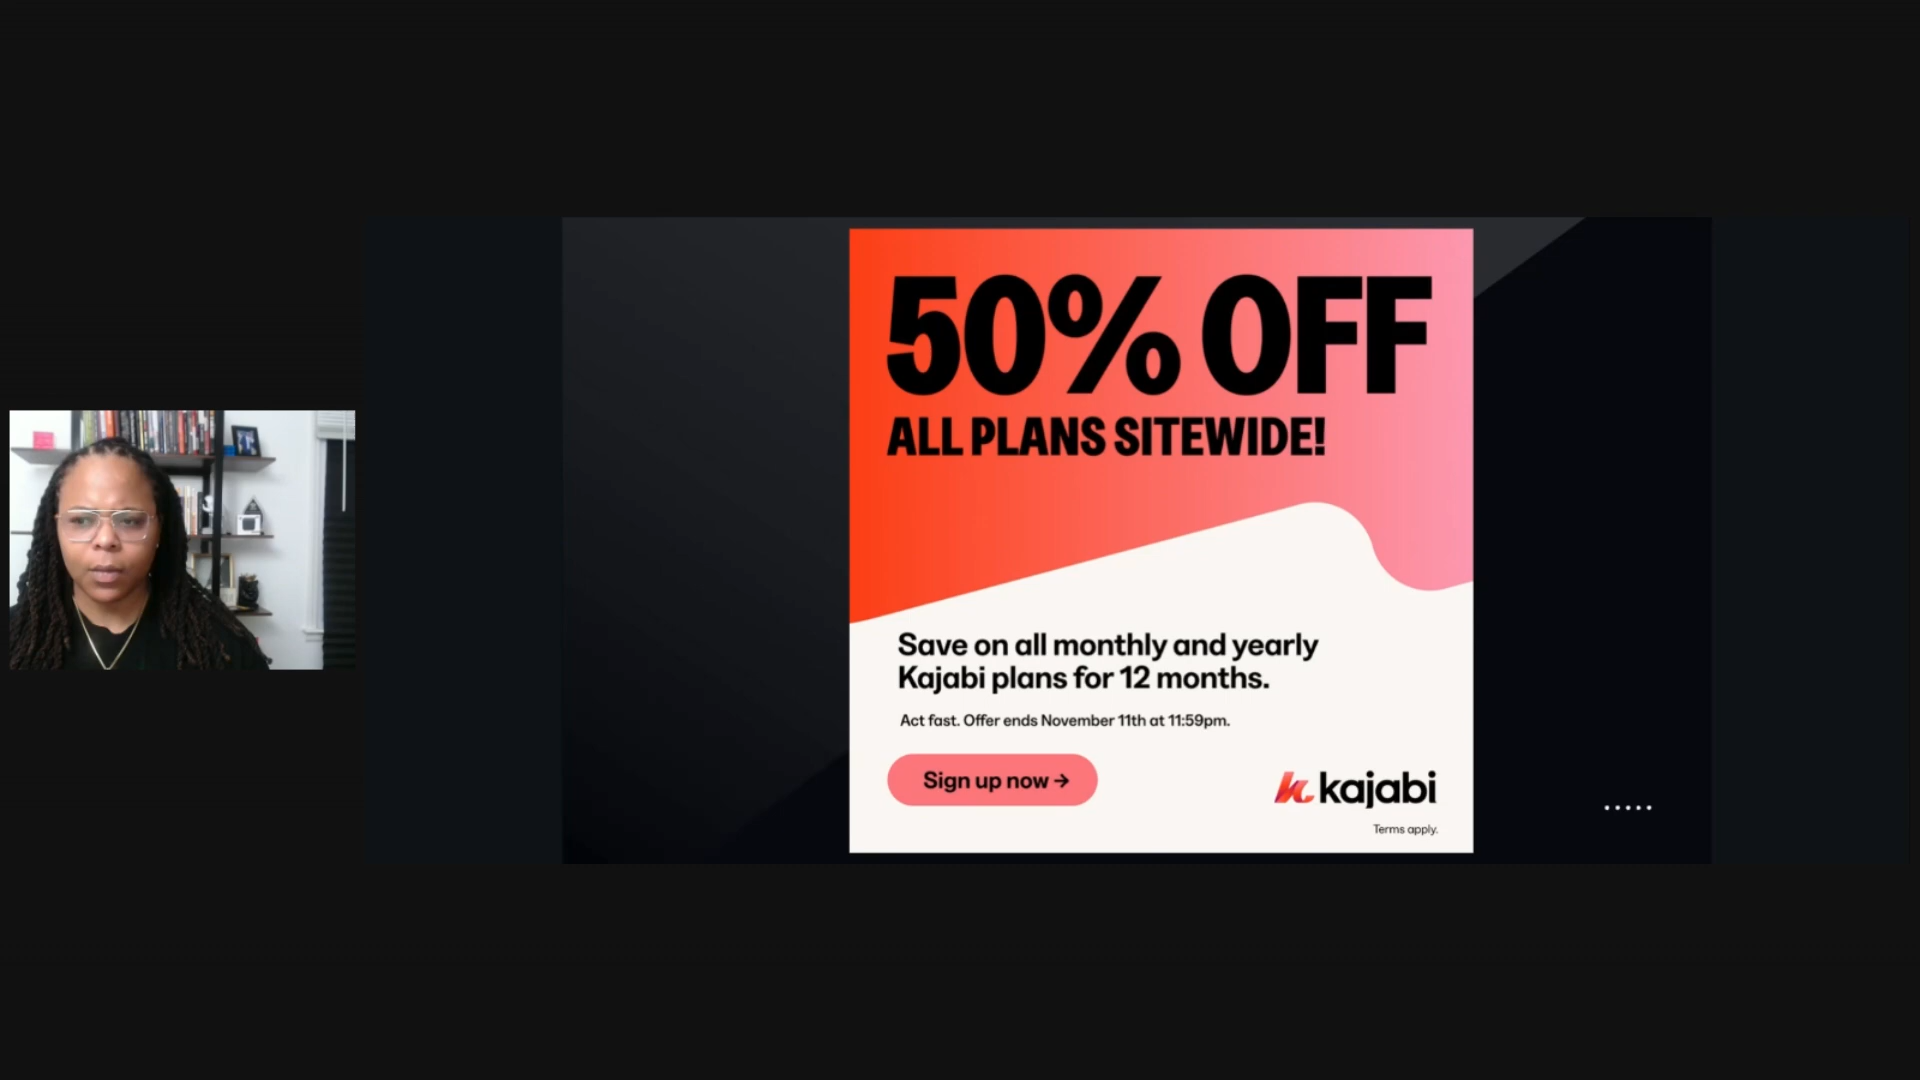 50% OFF
ALL PLANS SITEWIDE!
Save on all monthly and yearly
Kajabi plans for 12 months.
Act fast. Offer ends November 11th at 11:59pm.
Sign up now →
kajabi
Terms apply.